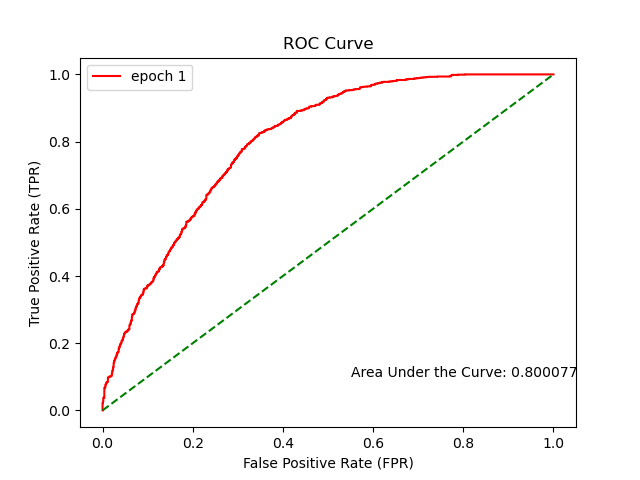 ROC Curve
epoch 1
1.0
0.8
0.6
0.4
0.2
0.0
True Positive Rate (TPR)
Area Under the Curve: 0.800077
0.0 0.2 0.4 0.6 0.8 1.0
False Positive Rate (FPR)